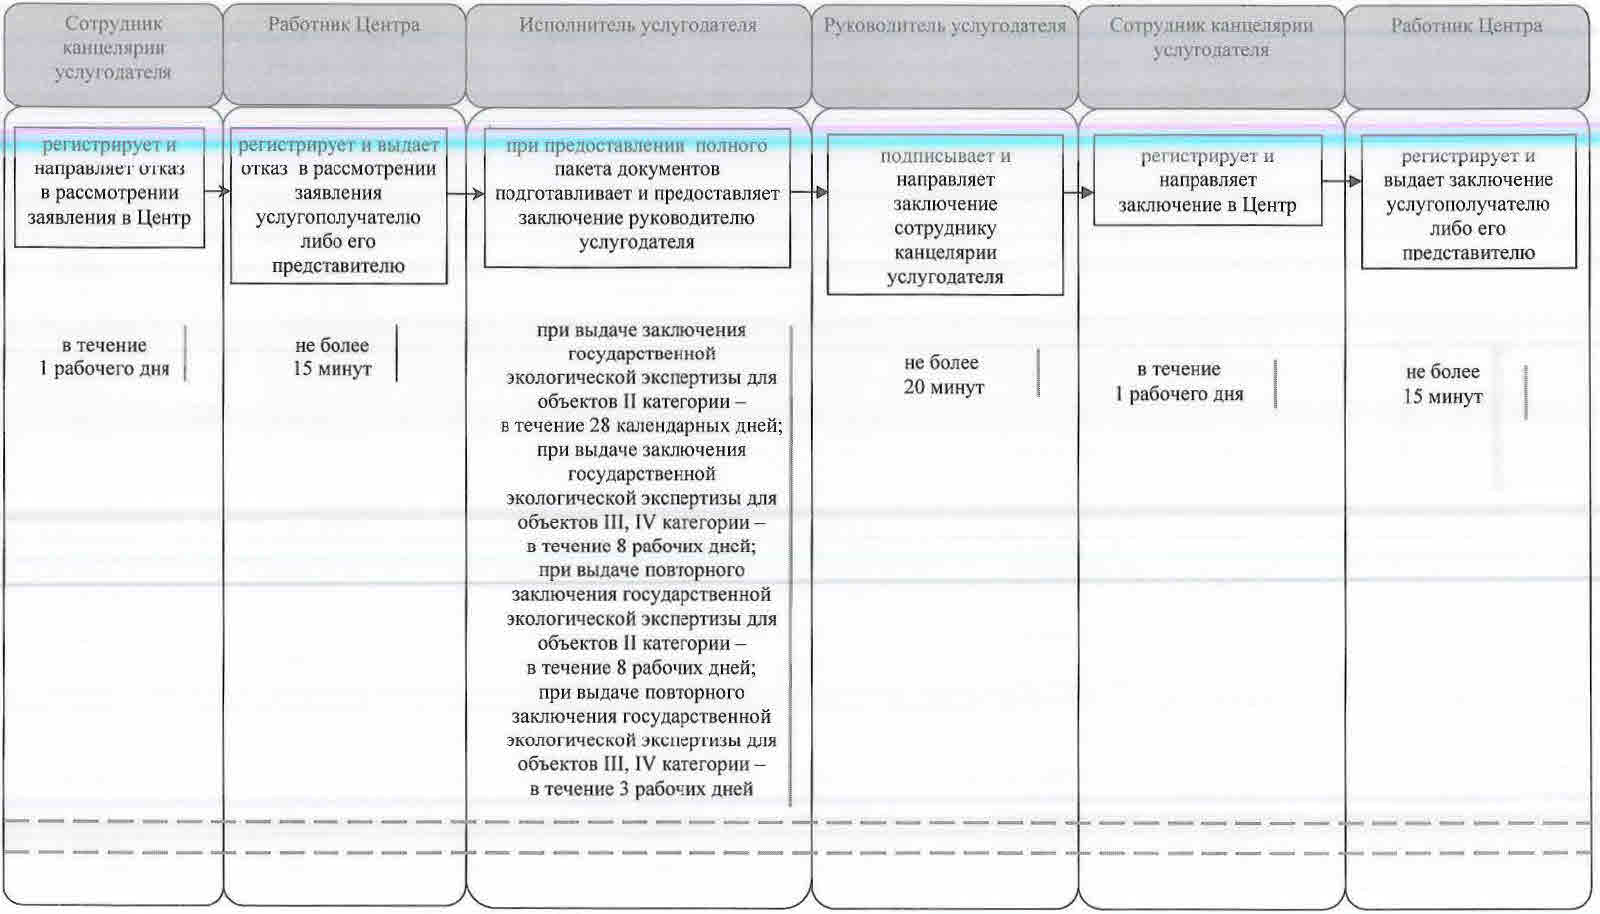 Сотрудник
канцелярии
услугодателя
Работник Центра
Исполнитель услугодателя
Руководитель услугодателя
Сотрудник канцелярии
услугодателя
Работник Центра
регистрирует и
направляет отказ
в рассмотрении
заявления в Центр
регистрирует и выдает
отказ в рассмотрении
заявления
услугополучателю
либо его
представителю
при предоставлении полного
пакета документов
подготавливает и предоставляет
заключение руководителю
услугодателя
подписывает и
направляет
заключение
сотруднику
канцелярии
услугодателя
регистрирует и
направляет
заключение в Центр
регистрирует и
выдает заключение
услугополучателю
либо его
представителю
в течение
1 рабочего дня
не более
15 минут
при выдаче заключения
государственной
экологической экспертизы для
объектов II категории –
в течение 28 календарных дней;
при выдаче заключения
государственной
экологической экспертизы для
объектов III, IV категории –
в течение 8 рабочих дней;
при выдаче повторного
заключения государственной
экологической экспертизы для
объектов II категории –
в течение 8 рабочих дней;
при выдаче повторного
заключения государственной
экологической экспертизы для
объектов III, IV категории –
в течение 3 рабочих дней
не более
20 минут
в течение
1 рабочего дня
не более
15 минут